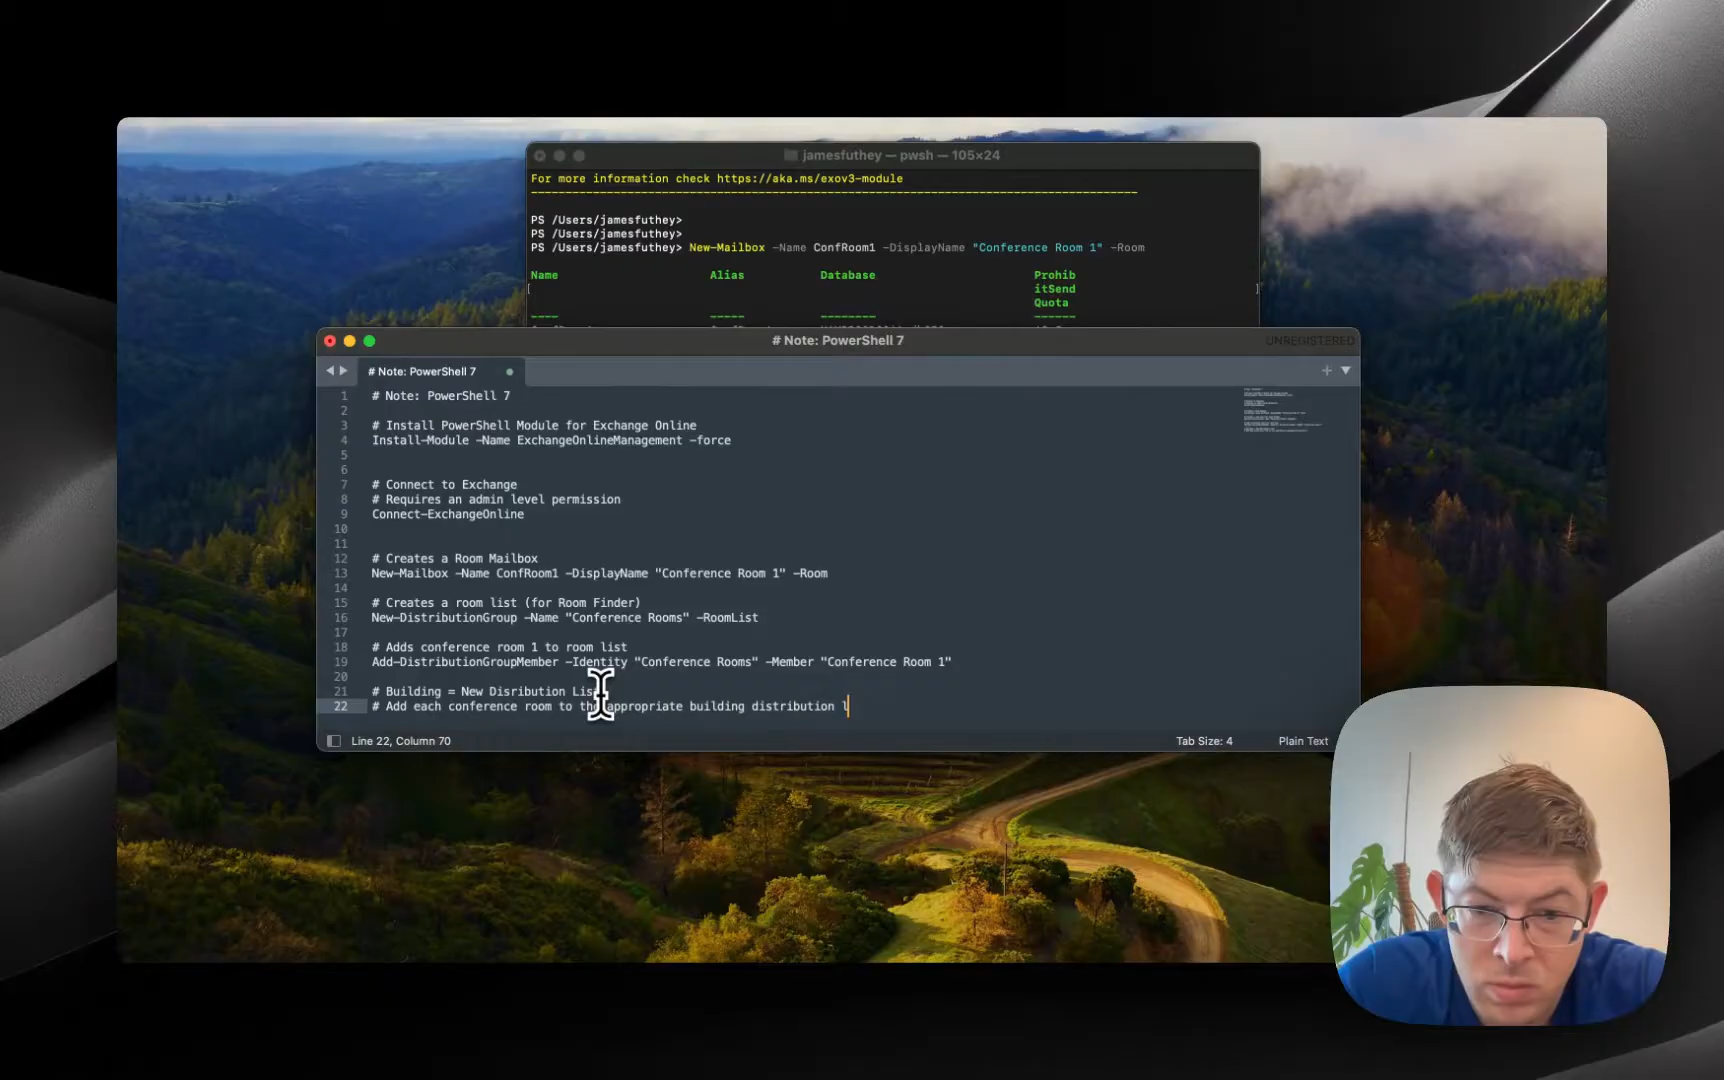 jamesfuthey — pwsh — 105×24
For more information check https://aka.ms/exov3-module
PS /Users/jamesfuthey>
PS /Users/jamesfuthey>
PS /Users/jamesfuthey> New-Mailbox -Name ConfRoom1 -DisplayName "Conference Room 1" -Room
Name Alias Database Prohib
itSend
Quota
# Note: PowerShell 7 UNREGISTERED
# Note: PowerShell 7
1 # Note: PowerShell 7
2
3 # Install PowerShell Module for Exchange Online
4 Install-Module -Name ExchangeOnlineManagement -force
5
6
7 # Connect to Exchange
8 # Requires an admin level permission
9 Connect-ExchangeOnline
10
11
12 # Creates a Room Mailbox
13 New-Mailbox -Name ConfRoom1 -DisplayName "Conference Room 1" -Room
14
15 # Creates a room list (for Room Finder)
16 New-DistributionGroup -Name "Conference Rooms" -RoomList
17
18 # Adds conference room 1 to room list
19 Add-DistributionGroupMember -Identity "Conference Rooms" -Member "Conference Room 1"
20
21 # Building = New Disribution Lis
22 # Add each conference room to the appropriate building distribution l
Line 22, Column 70 Tab Size: 4 Plain Text